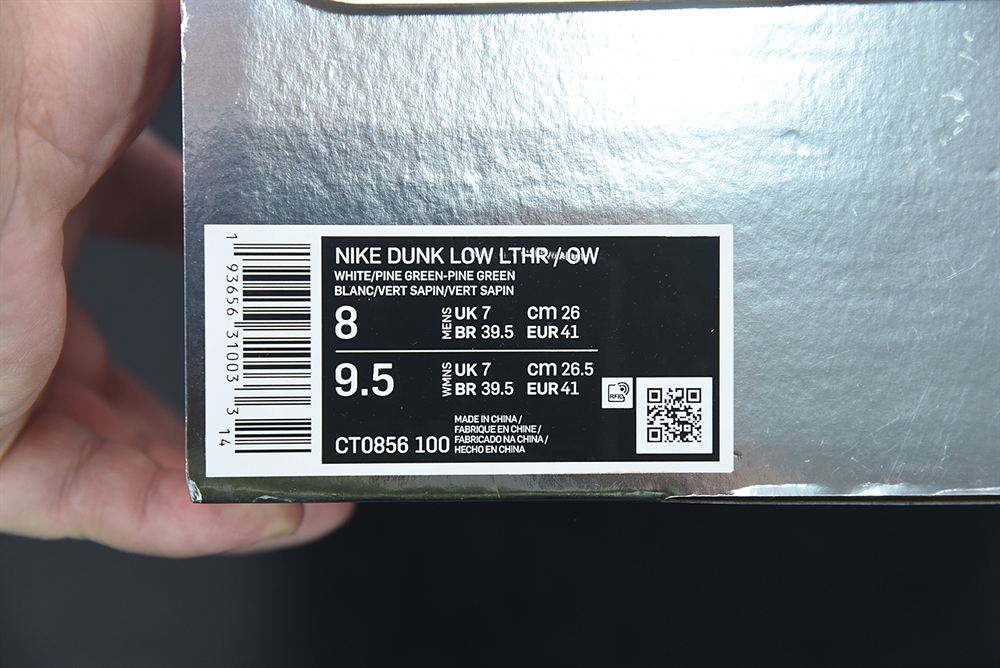 NIKE DUNK LOW LTHR / OW
WHITE/PINE GREEN-PINE GREEN
BLANC/VERT SAPIN/VERT SAPIN
8 MENS UK 7 cm 26
BR 39.5 EUR 41
9.5 WMNS UK 7 cm 26.5
BR 39.5 EUR 41
RFID
CT0856 100
MADE IN CHINA /
FABRIQUE EN CHINE /
FABRICADO NA CHINA /
HECHO EN CHINA
1 93656 31003 3 14